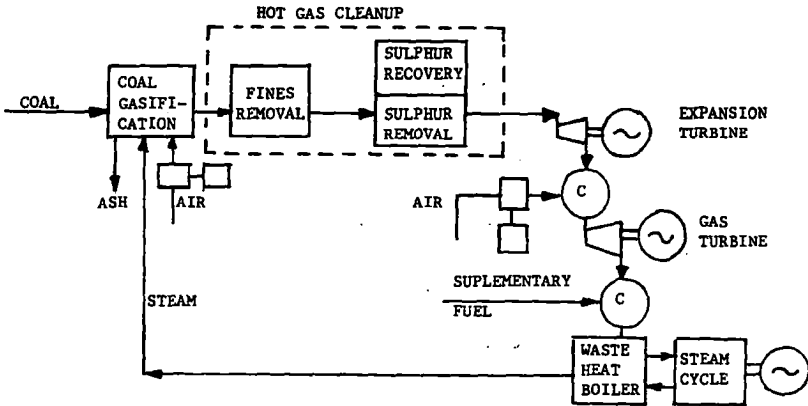 HOT GAS CLEANUP
COAL
COAL
GASIFI-
CATION
FINES
REMOVAL
SULPHUR
RECOVERY
SULPHUR REMOVAL
EXPANSION
TURBINE
ASH
AIR
AIR
C
GAS
TURBINE
STEAM
SUPLEMENTARY
FUEL
C
WASTE
HEAT
BOILER
STEAM
CYCLE